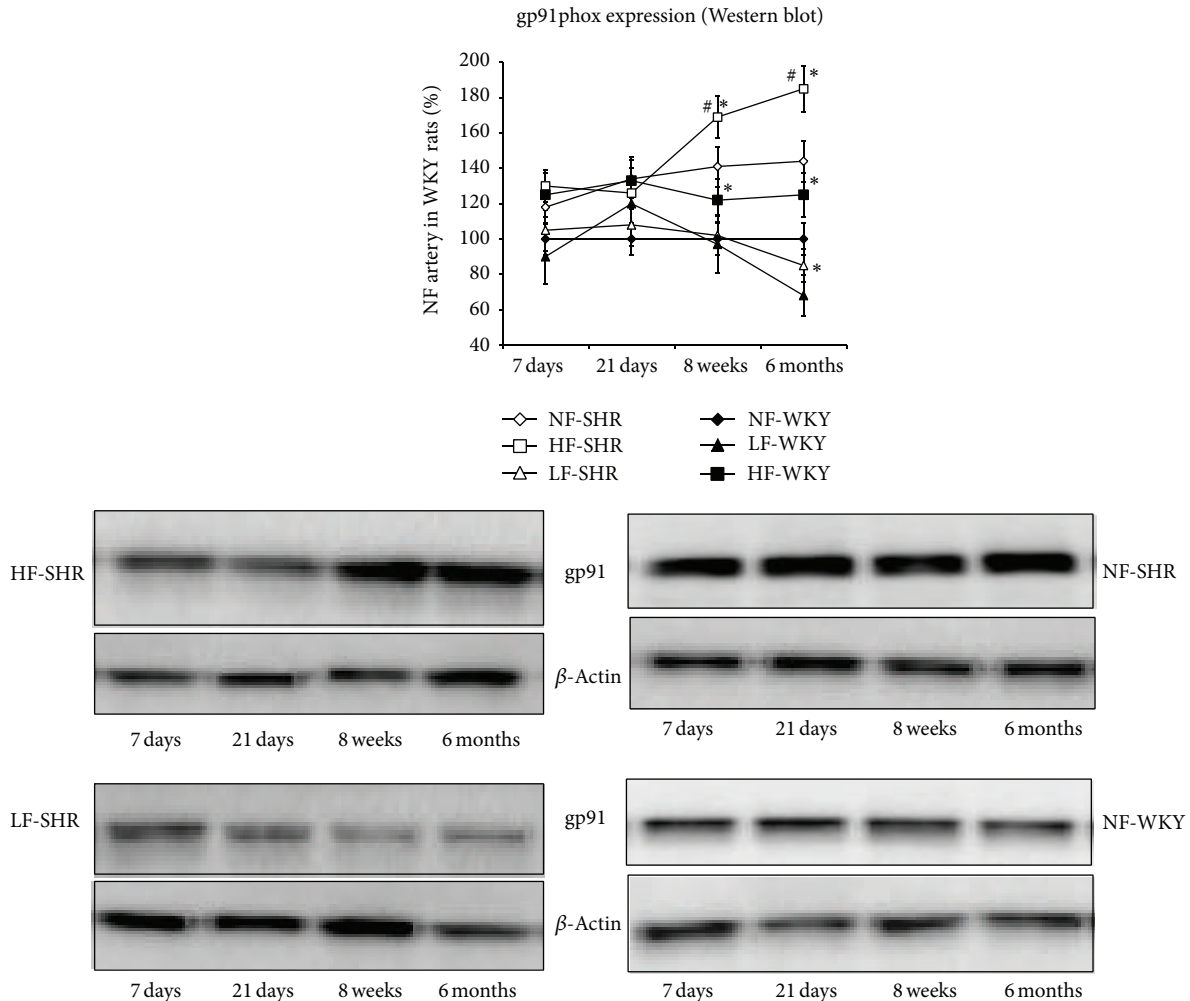 gp91phox expression (Western blot)
NF artery in WKY rats (%)
200
180
160
140
120
100
80
60
40
# *
# *
*
*
*
7 days 21 days 8 weeks 6 months
NF-SHR NF-WKY
HF-SHR LF-WKY
LF-SHR HF-WKY
HF-SHR gp91 NF-SHR
β-Actin
7 days 21 days 8 weeks 6 months 7 days 21 days 8 weeks 6 months
LF-SHR gp91 NF-WKY
β-Actin
7 days 21 days 8 weeks 6 months 7 days 21 days 8 weeks 6 months